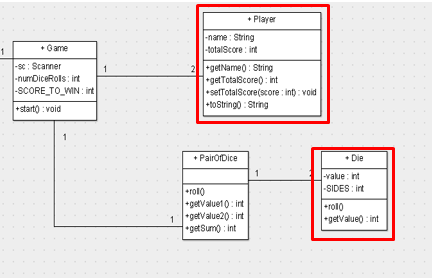 + Player
-name : String
-totalScore : int
+getName() : String
+getTotalScore() : int
+setTotalScore(score : int) : void
+toString() : String
+ Game
-sc : Scanner
-numDiceRolls : int
-SCORE_TO_WIN : int
+start() : void
1
1
2
1
1
+ PairOfDice
+roll()
+getValue1() : int
+getValue2() : int
+getSum() : int
1
2
+ Die
-value : int
-SIDES : int
+roll()
+getValue() : int